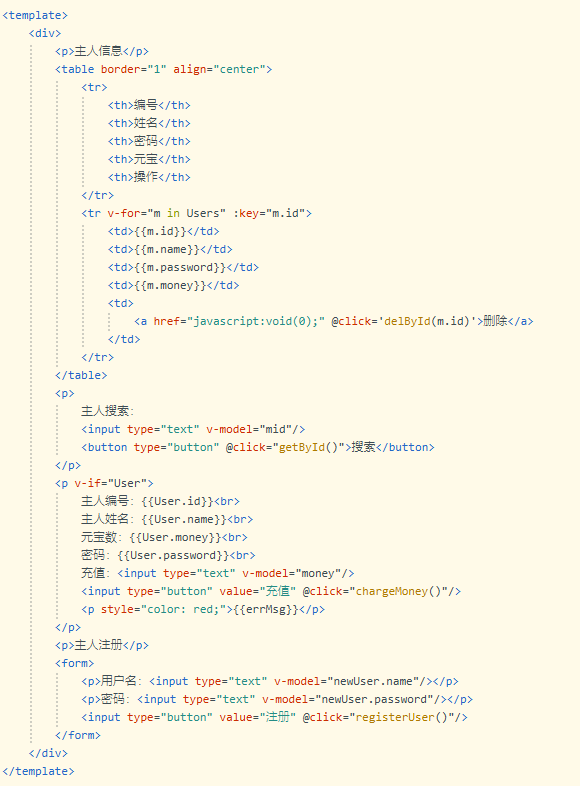 <template>
<div>
<p>主人信息</p>
<table border="1" align="center">
<tr>
<th>编号</th>
<th>姓名</th>
<th>密码</th>
<th>元宝</th>
<th>操作</th>
</tr>
<tr v-for="m in Users" :key="m.id">
<td>{{m.id}}</td>
<td>{{m.name}}</td>
<td>{{m.password}}</td>
<td>{{m.money}}</td>
<td>
<a href="javascript:void(0);" @click='delById(m.id)'>删除</a>
</td>
</tr>
</table>
<p>
主人搜索:
<input type="text" v-model="mid"/>
<button type="button" @click="getById()">搜索</button>
</p>
<p v-if="User">
主人编号: {{User.id}}<br>
主人姓名: {{User.name}}<br>
元宝数: {{User.money}}<br>
密码: {{User.password}}<br>
充值: <input type="text" v-model="money"/>
<input type="button" value="充值" @click="chargeMoney()"/>
<p style="color: red;">{{errMsg}}</p>
</p>
<p>主人注册</p>
<form>
<p>用户名: <input type="text" v-model="newUser.name"/></p>
<p>密码: <input type="text" v-model="newUser.password"/></p>
<input type="button" value="注册" @click="registerUser()"/>
</form>
</div>
</template>